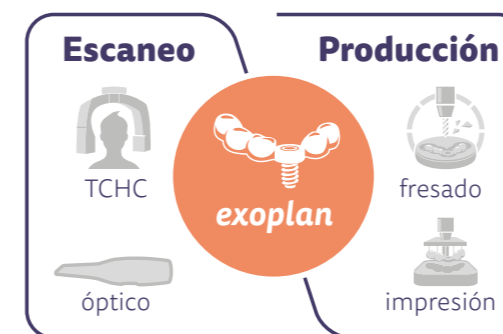 Escaneo
TCHC
óptico
exoplan
Producción
fresado
impresión